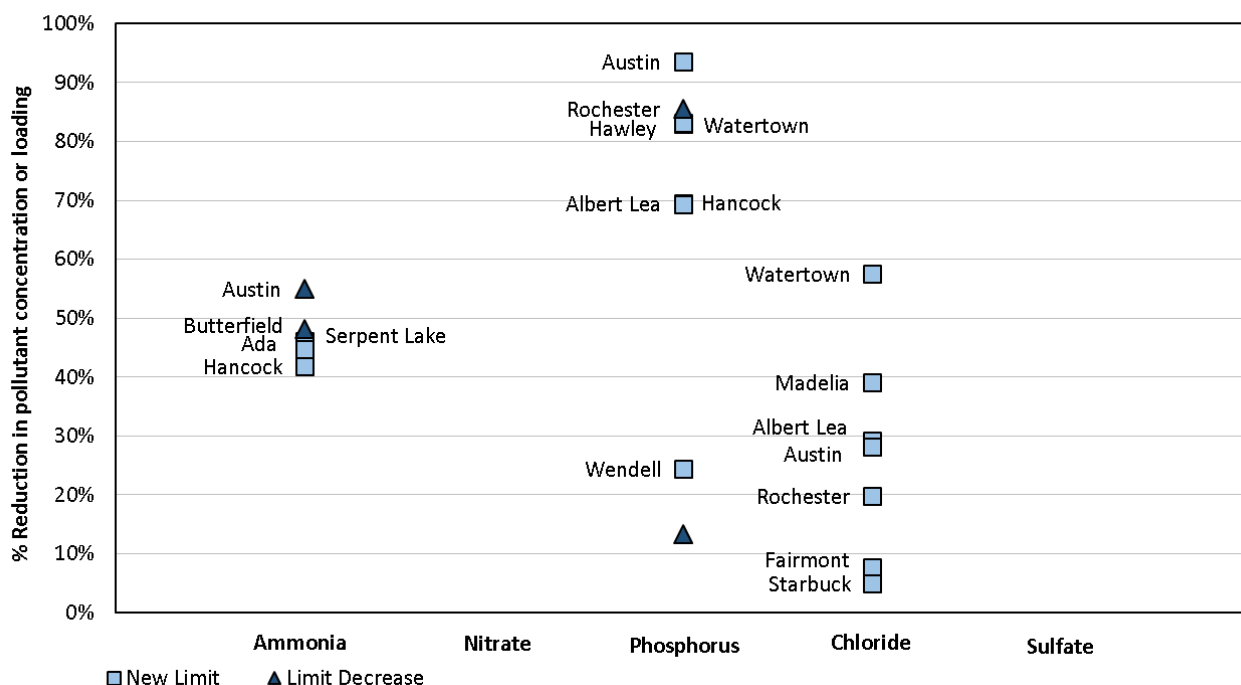 % Reduction in pollutant concentration or loading
100%
90%
80%
70%
60%
50%
40%
30%
20%
10%
0%
Austin
Butterfield
Serpent Lake
Ada
Hancock
Austin
Rochester
Hawley
Watertown
Albert Lea
Hancock
Wendell
Watertown
Madelia
Albert Lea
Austin
Rochester
Fairmont
Starbuck
Ammonia
Nitrate
Phosphorus
Chloride
Sulfate
New Limit
Limit Decrease